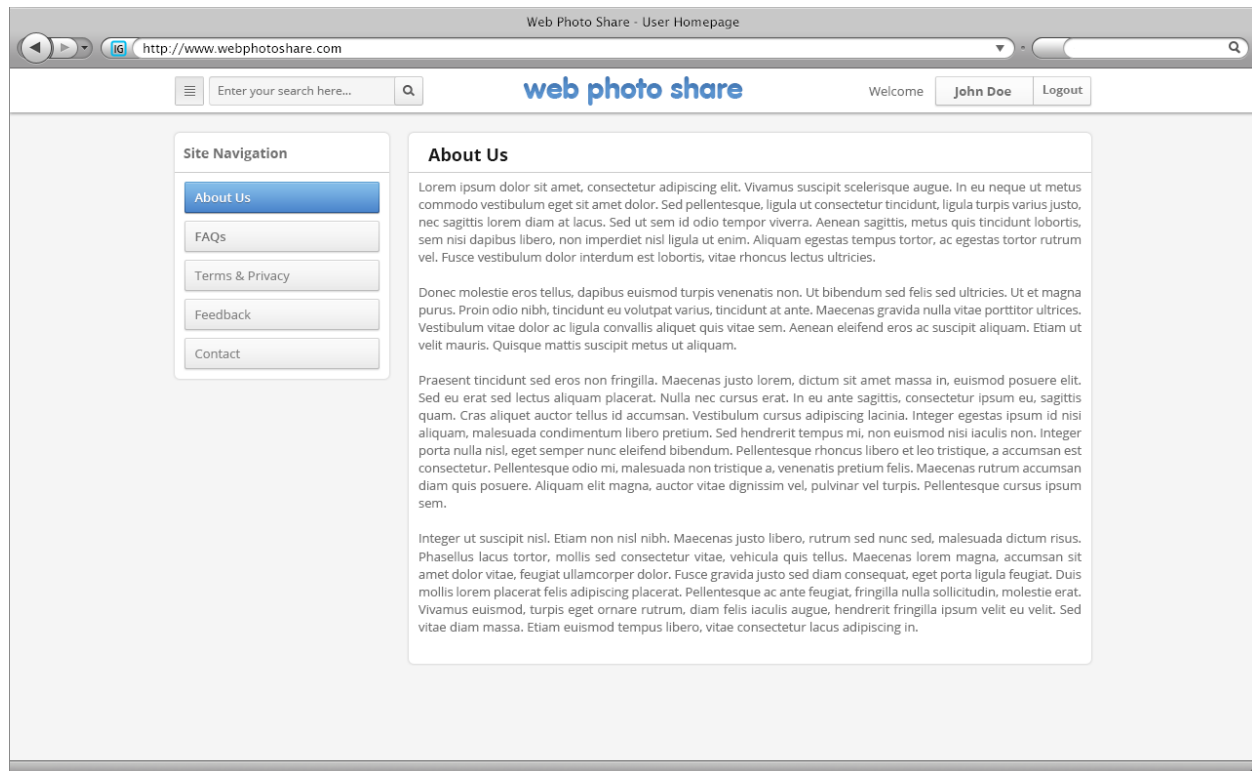 Web Photo Share - User Homepage
IG http://www.webphotoshare.com
Enter your search here...
web photo share
Welcome John Doe Logout
Site Navigation
About Us
FAQs
Terms & Privacy
Feedback
Contact
About Us
Lorem ipsum dolor sit amet, consectetur adipiscing elit. Vivamus suscipit scelerisque augue. In eu neque ut metus
commodo vestibulum eget sit amet dolor. Sed pellentesque, ligula ut consectetur tincidunt, ligula turpis varius justo,
nec sagittis lorem diam at lacus. Sed ut sem id odio tempor viverra. Aenean sagittis, metus quis tincidunt lobortis,
sem nisi dapibus libero, non imperdiet nisl ligula ut enim. Aliquam egestas tempus tortor, ac egestas tortor rutrum
vel. Fusce vestibulum dolor interdum est lobortis, vitae rhoncus lectus ultricies.
Donec molestie eros tellus, dapibus euismod turpis venenatis non. Ut bibendum sed felis sed ultricies. Ut et magna
purus. Proin odio nibh, tincidunt eu volutpat varius, tincidunt at ante. Maecenas gravida nulla vitae porttitor ultrices.
Vestibulum vitae dolor ac ligula convallis aliquet quis vitae sem. Aenean eleifend eros ac suscipit aliquam. Etiam ut
velit mauris. Quisque mattis suscipit metus ut aliquam.
Praesent tincidunt sed eros non fringilla. Maecenas justo lorem, dictum sit amet massa in, euismod posuere elit.
Sed eu erat sed lectus aliquam placerat. Nulla nec cursus erat. In eu ante sagittis, consectetur ipsum eu, sagittis
quam. Cras aliquet auctor tellus id accumsan. Vestibulum cursus adipiscing lacinia. Integer egestas ipsum id nisi
aliquam, malesuada condimentum libero pretium. Sed hendrerit tempus mi, non euismod nisi iaculis non. Integer
porta nulla nisl, eget semper nunc eleifend bibendum. Pellentesque rhoncus libero et leo tristique, a accumsan est
consectetur. Pellentesque odio mi, malesuada non tristique a, venenatis pretium felis. Maecenas rutrum accumsan
diam quis posuere. Aliquam elit magna, auctor vitae dignissim vel, pulvinar vel turpis. Pellentesque cursus ipsum
sem.
Integer ut suscipit nisl. Etiam non nisl nibh. Maecenas justo libero, rutrum sed nunc sed, malesuada dictum risus.
Phasellus lacus tortor, mollis sed consectetur vitae, vehicula quis tellus. Maecenas lorem magna, accumsan sit
amet dolor vitae, feugiat ullamcorper dolor. Fusce gravida justo sed diam consequat, eget porta ligula feugiat. Duis
mollis lorem placerat felis adipiscing placerat. Pellentesque ac ante feugiat, fringilla nulla sollicitudin, molestie erat.
Vivamus euismod, turpis eget ornare rutrum, diam felis iaculis augue, hendrerit fringilla ipsum velit eu velit. Sed
vitae diam massa. Etiam euismod tempus libero, vitae consectetur lacus adipiscing in.